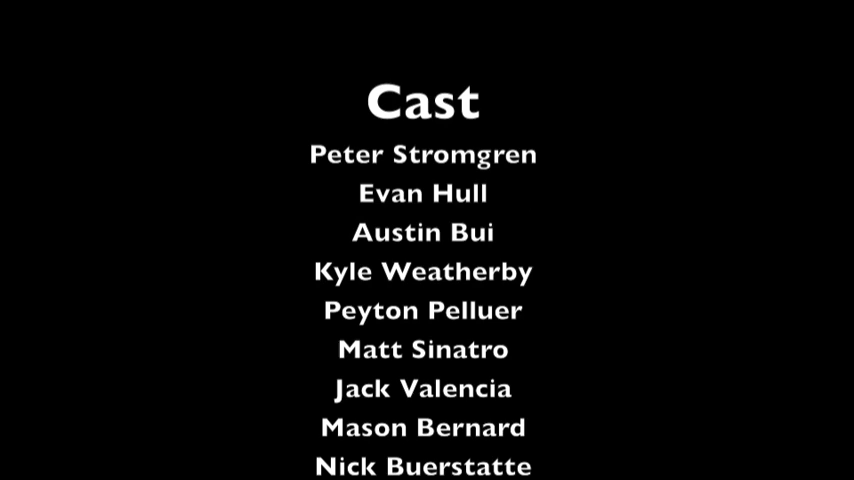 Cast
Peter Stromgren
Evan Hull
Austin Bui
Kyle Weatherby
Peyton Pelluer
Matt Sinatro
Jack Valencia
Mason Bernard
Nick Buerstatte